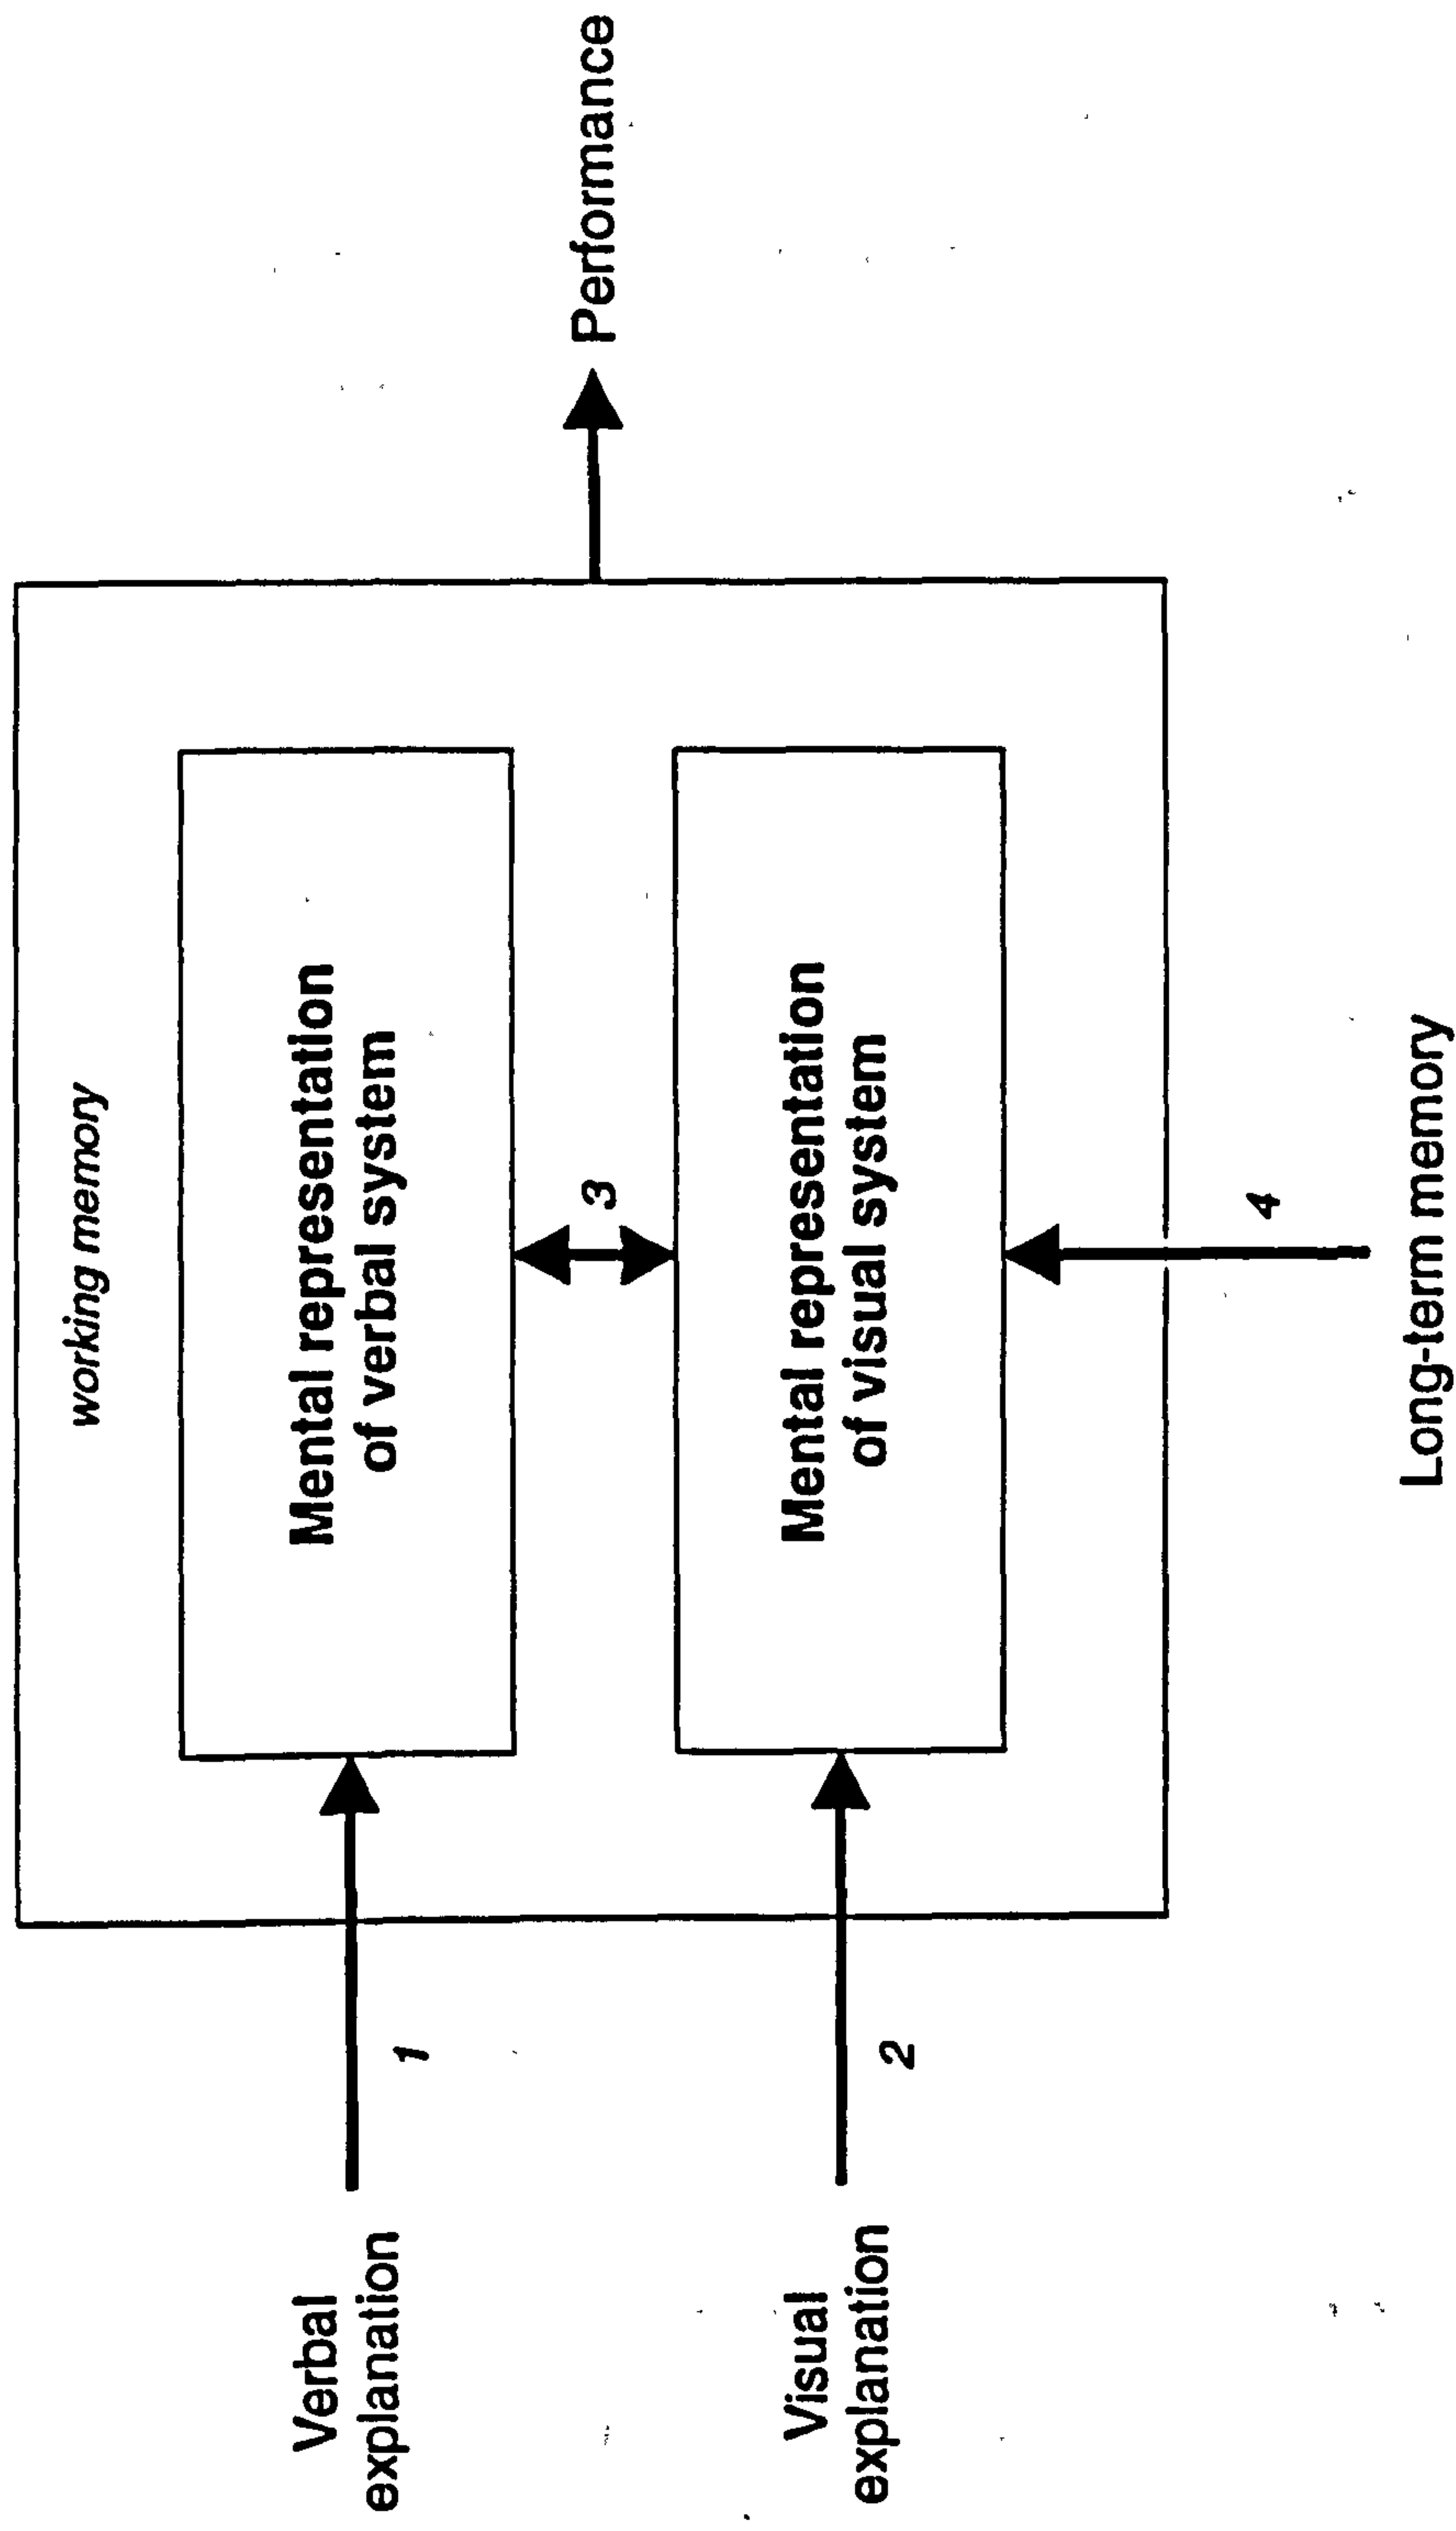 working memory
Verbal
explanation
1
Mental representation
of verbal system
3
Performance
Visual
explanation
2
Mental representation
of visual system
4
Long-term memory